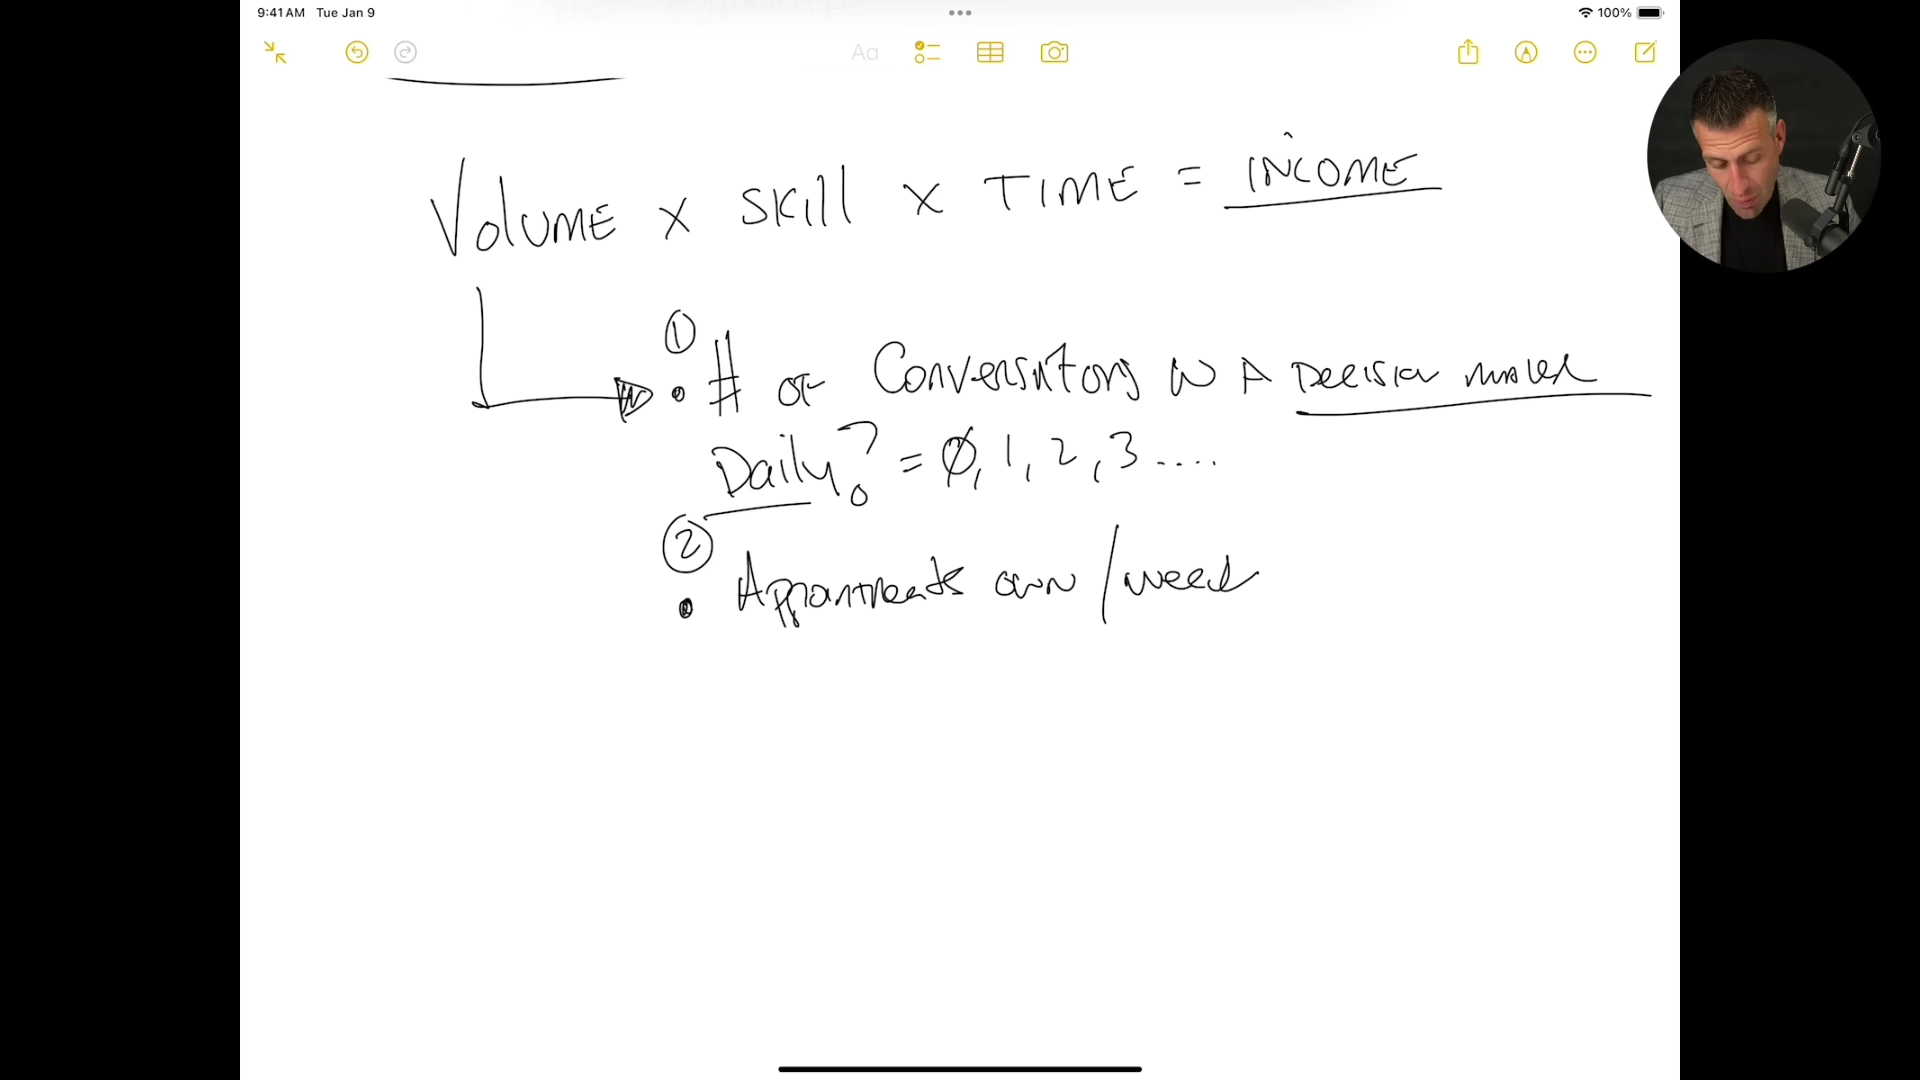 9:41 AM Tue Jan 9
100%
Aa
Volume x Skill x TIME = INCOME
1
# of Conversations w A Decision maker
Daily? = 0, 1, 2, 3 ....
2
Appointments own / week